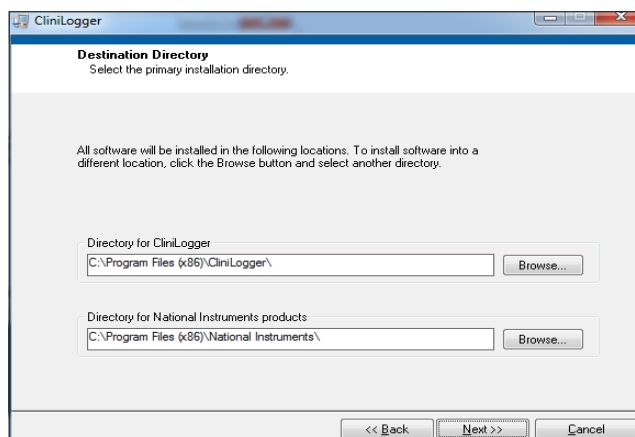 CliniLogger
Destination Directory
Select the primary installation directory.
All software will be installed in the following locations. To install software into a
different location, click the Browse button and select another directory.
Directory for CliniLogger
C:\Program Files (x86)\CliniLogger\
Browse...
Directory for National Instruments products
C:\Program Files (x86)\National Instruments\
Browse...
<< Back
Next >>
Cancel